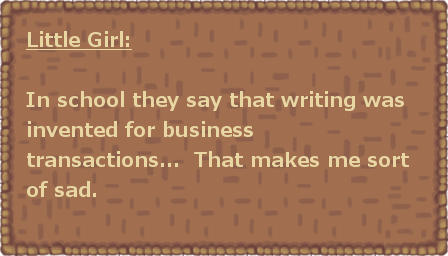 Little Girl:
In school they say that writing was
invented for business
transactions...  That makes me sort
of sad.